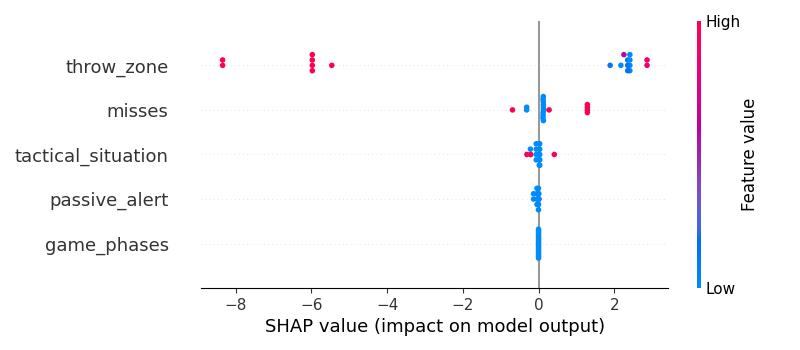 High
throw_zone
misses
tactical_situation
passive_alert
game_phases
Feature value
Low
−8 −6 −4 −2 0 2
SHAP value (impact on model output)